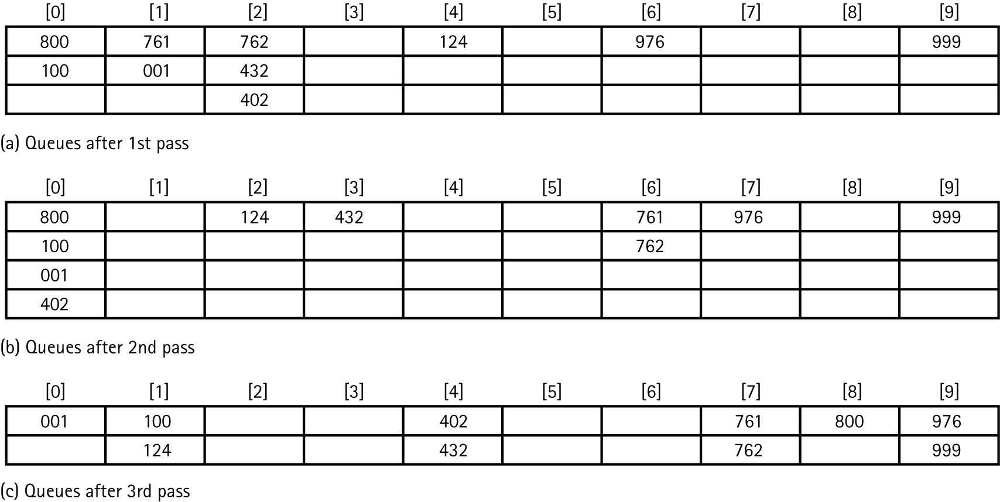 [0] [1] [2] [3] [4] [5] [6] [7] [8] [9]
800 761 762 124 976 999
100 001 432
402
(a) Queues after 1st pass
[0] [1] [2] [3] [4] [5] [6] [7] [8] [9]
800 124 432 761 976 999
100 762
001
402
(b) Queues after 2nd pass
[0] [1] [2] [3] [4] [5] [6] [7] [8] [9]
001 100 402 761 800 976
124 432 762 999
(c) Queues after 3rd pass